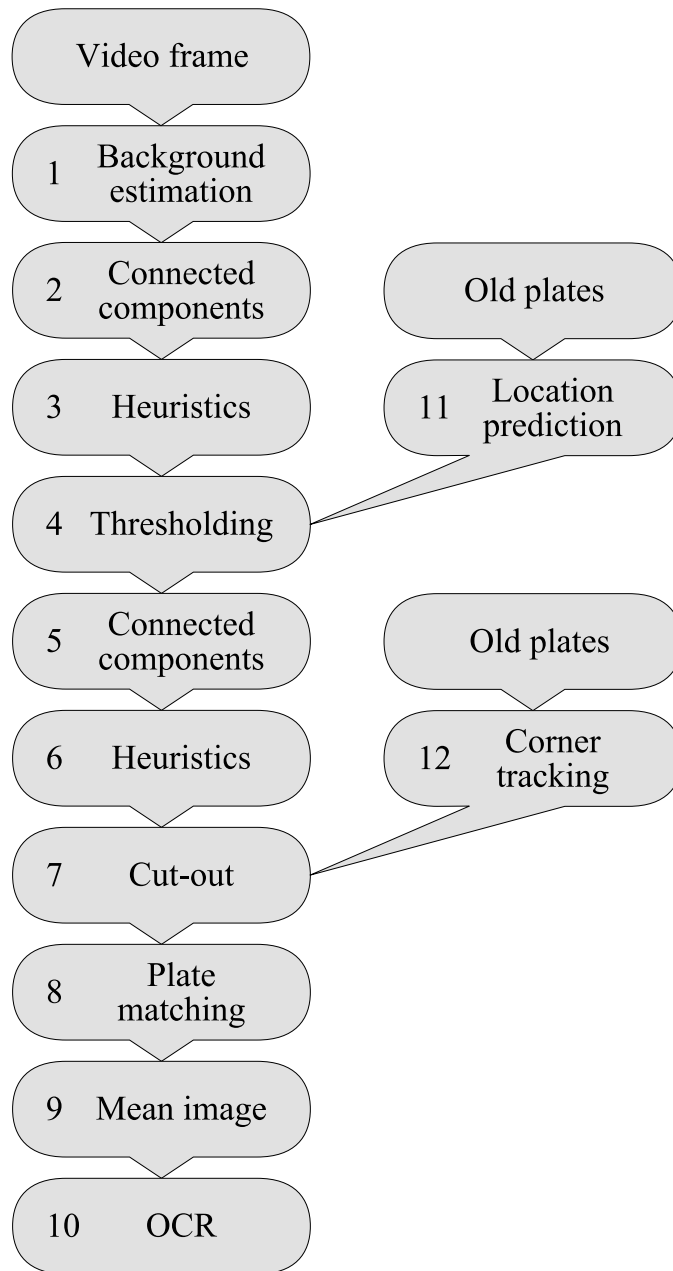 Video frame
1 Background
estimation
2 Connected
components
3 Heuristics
4 Thresholding
5 Connected
components
6 Heuristics
7 Cut-out
8 Plate
matching
9 Mean image
10 OCR
Old plates
11 Location
prediction
Old plates
12 Corner
tracking